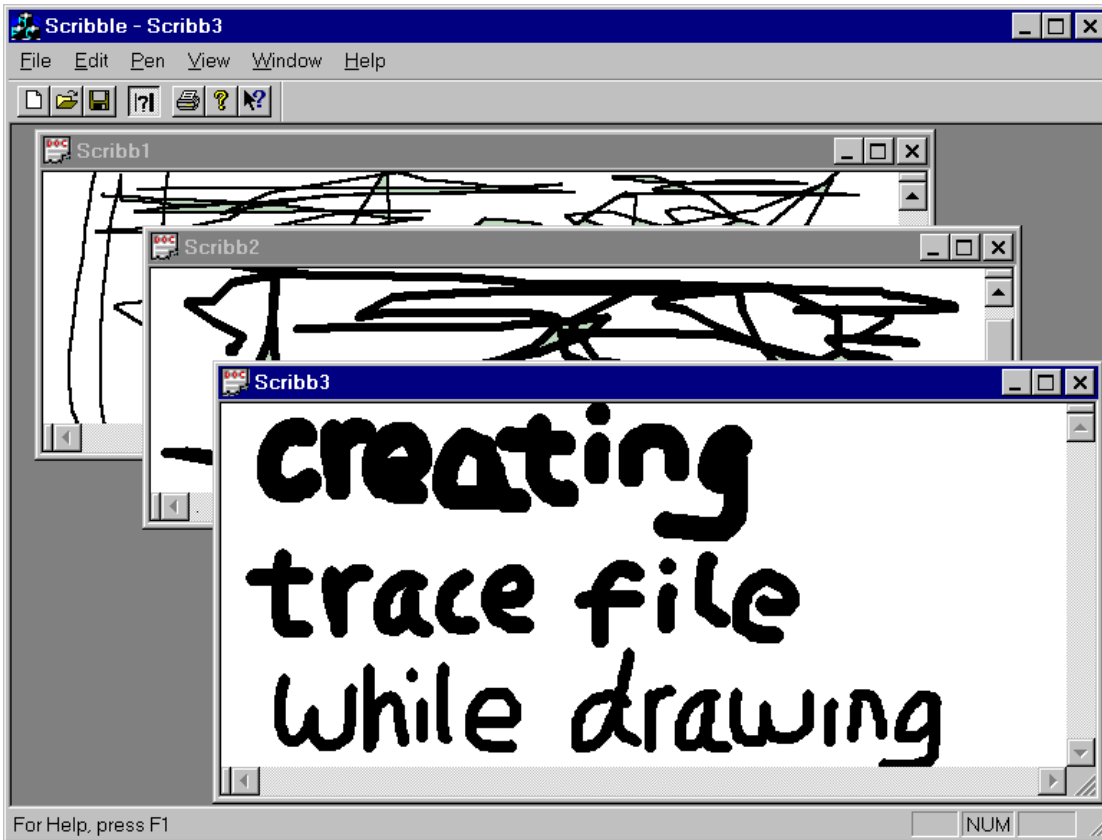 Scribble - Scribb3
File Edit Pen View Window Help
Scribb1
Scribb2
Scribb3
creating
trace file
while drawing
For Help, press F1
NUM